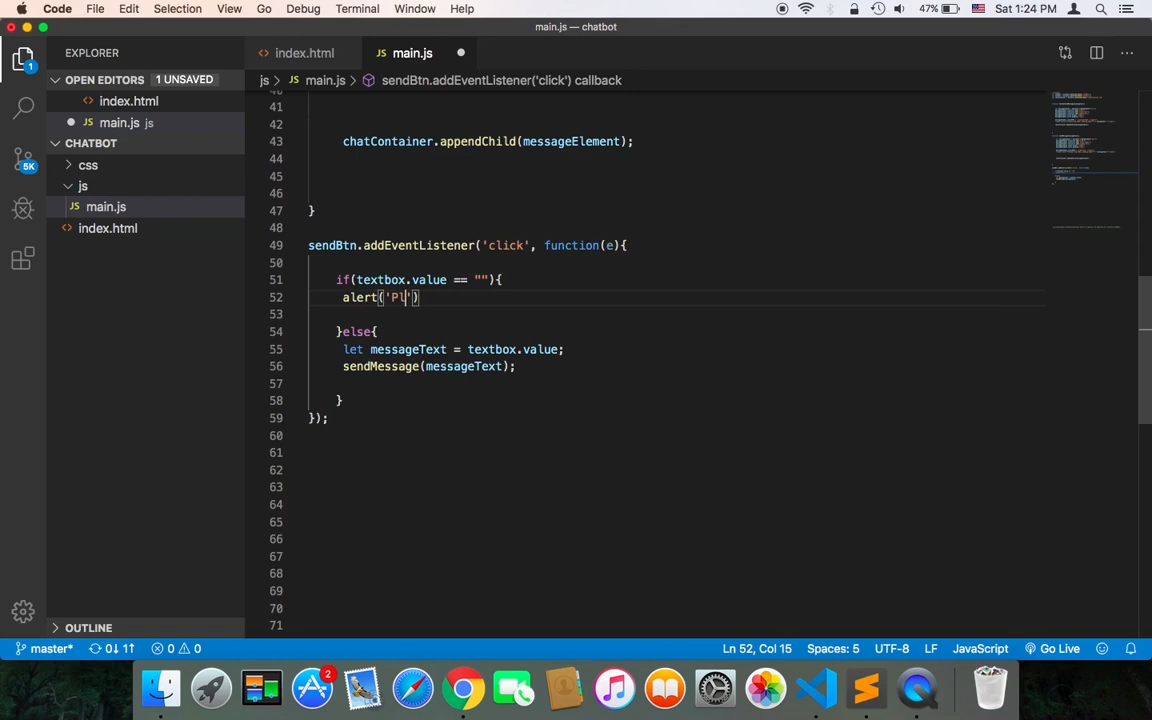 Code File Edit Selection View Go Debug Terminal Window Help 47% Sat 1:24 PM
main.js — chatbot
EXPLORER
index.html
JS main.js
OPEN EDITORS 1 UNSAVED
js > JS main.js > sendBtn.addEventListener('click') callback
index.html
JS main.js js
CHATBOT
css
js
JS main.js
index.html
1
5K
41
42
43 chatContainer.appendChild(messageElement);
44
45
46
47 }
48
49 sendBtn.addEventListener('click', function(e){
50
51 if(textbox.value == ""){
52 alert('Pl')
53
54 }else{
55 let messageText = textbox.value;
56 sendMessage(messageText);
57
58 }
59 });
60
61
62
63
64
65
66
67
68
69
70
71
OUTLINE
master* 0↓ 1↑ 0 0 Ln 52, Col 15 Spaces: 5 UTF-8 LF JavaScript Go Live
2